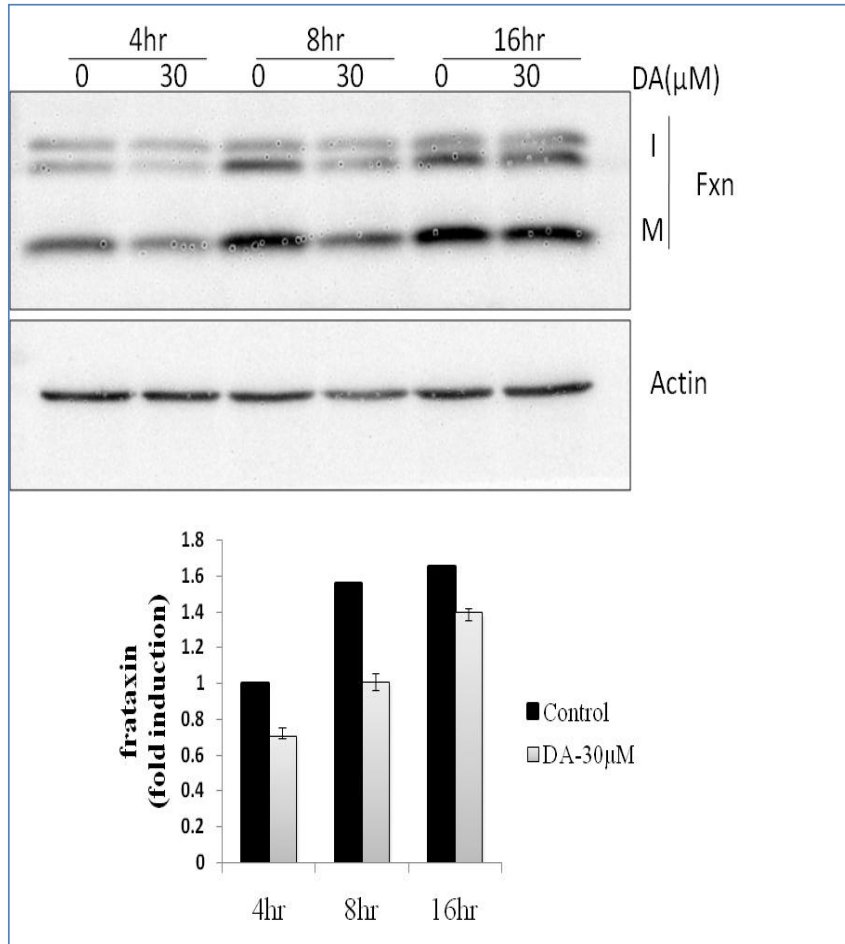 4hr 8hr 16hr
0 30 0 30 0 30 DA(μM)
I
Fxn
M
Actin
frataxin
(fold induction)
1.8
1.6
1.4
1.2
1
0.8
0.6
0.4
0.2
0
4hr 8hr 16hr
Control
DA-30μM